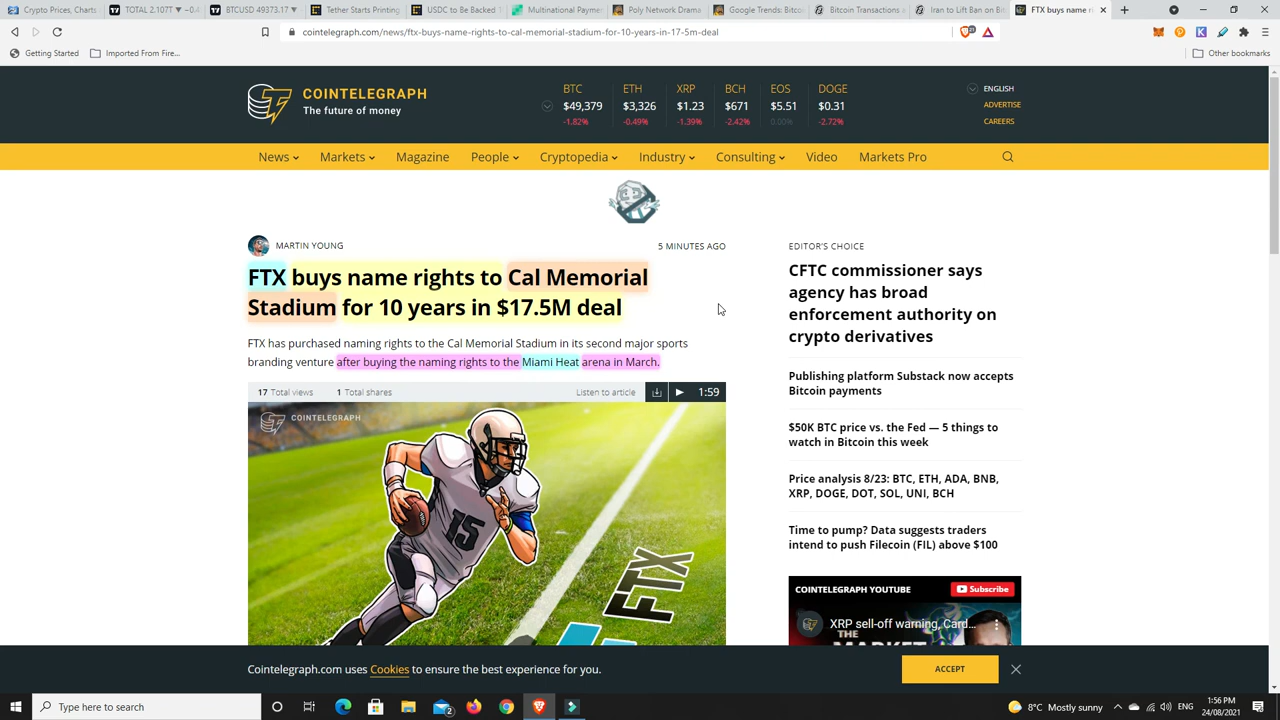 Crypto Prices, Charts
TOTAL 2.107T ▼ −0.4
BTCUSD 49373.17 ▼
Tether Starts Printing
USDC to Be Backed 1
Multinational Paymen
Poly Network Drama
Google Trends: Bitco
Bitcoin Transactions a
Iran to Lift Ban on Bit
FTX buys name ri
cointelegraph.com/news/ftx-buys-name-rights-to-cal-memorial-stadium-for-10-years-in-17-5m-deal
Getting Started
Imported From Fire...
Other bookmarks
COINTELEGRAPH
The future of money
BTC ETH XRP BCH EOS DOGE
$49,379 $3,326 $1.23 $671 $5.51 $0.31
-1.82% -0.49% -1.39% -2.42% 0.00% -2.72%
ENGLISH
ADVERTISE
CAREERS
News Markets Magazine People Cryptopedia Industry Consulting Video Markets Pro
MARTIN YOUNG
5 MINUTES AGO
FTX buys name rights to Cal Memorial
Stadium for 10 years in $17.5M deal
FTX has purchased naming rights to the Cal Memorial Stadium in its second major sports
branding venture after buying the naming rights to the Miami Heat arena in March.
17 Total views 1 Total shares Listen to article 1:59
COINTELEGRAPH
15
FTX
EDITOR'S CHOICE
CFTC commissioner says
agency has broad
enforcement authority on
crypto derivatives
Publishing platform Substack now accepts
Bitcoin payments
$50K BTC price vs. the Fed — 5 things to
watch in Bitcoin this week
Price analysis 8/23: BTC, ETH, ADA, BNB,
XRP, DOGE, DOT, SOL, UNI, BCH
Time to pump? Data suggests traders
intend to push Filecoin (FIL) above $100
COINTELEGRAPH YOUTUBE
Subscribe
XRP sell-off warning, Card...
THE
MARKET
Cointelegraph.com uses Cookies to ensure the best experience for you.
ACCEPT
Type here to search
2
8°C Mostly sunny
ENG
1:56 PM
24/08/2021